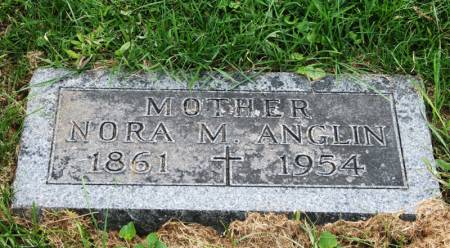 MOTHER
NORA M. ANGLIN
1861 † 1954